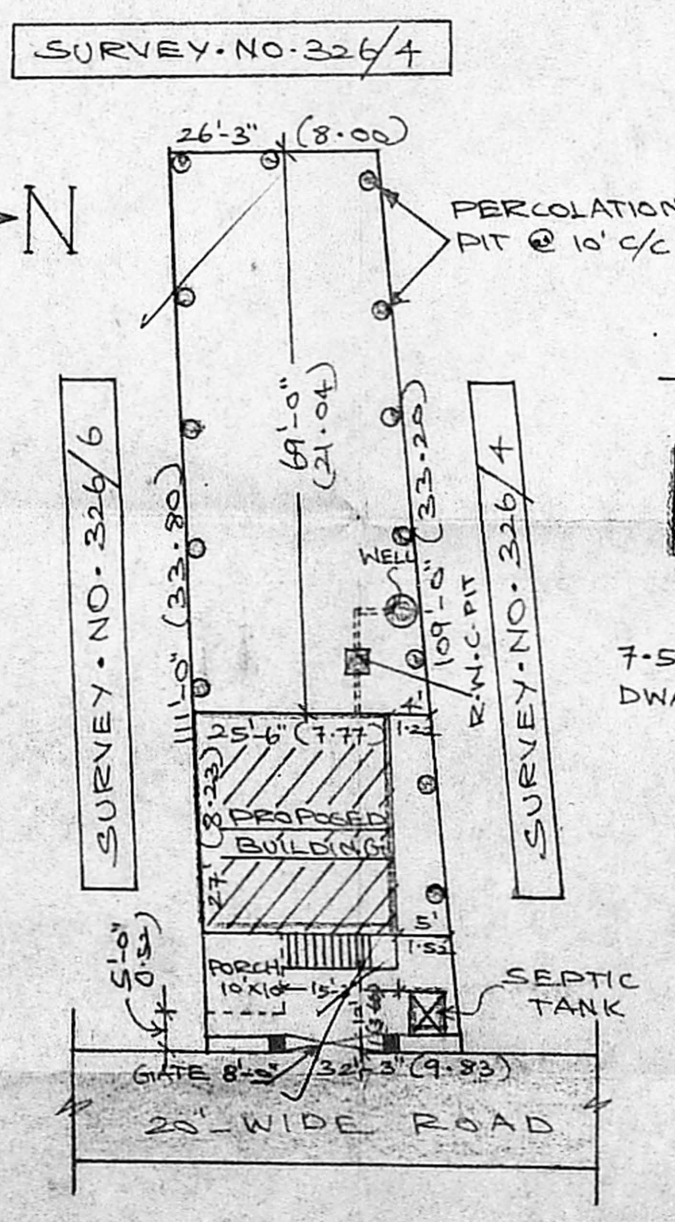 SURVEY.NO.326/4
26'-3" (8.00)
N
PERCOLATION
PIT @ 10' C/C
69'-0"
(21.04)
SURVEY.NO.326/6
111'-0" (33.80)
109'-0" (33.20)
SURVEY.NO.326/4
WELL
R.W.C.PIT
7.5
DWA
4'
1.22
25'-6" (7.77)
27' (8.23)
PROPOSED
BUILDING
5'
1.52
5'-0"
PORCH
10'X10'
SEPTIC
TANK
GATE 8'-0" 32'-3" (9.83)
20'-WIDE ROAD